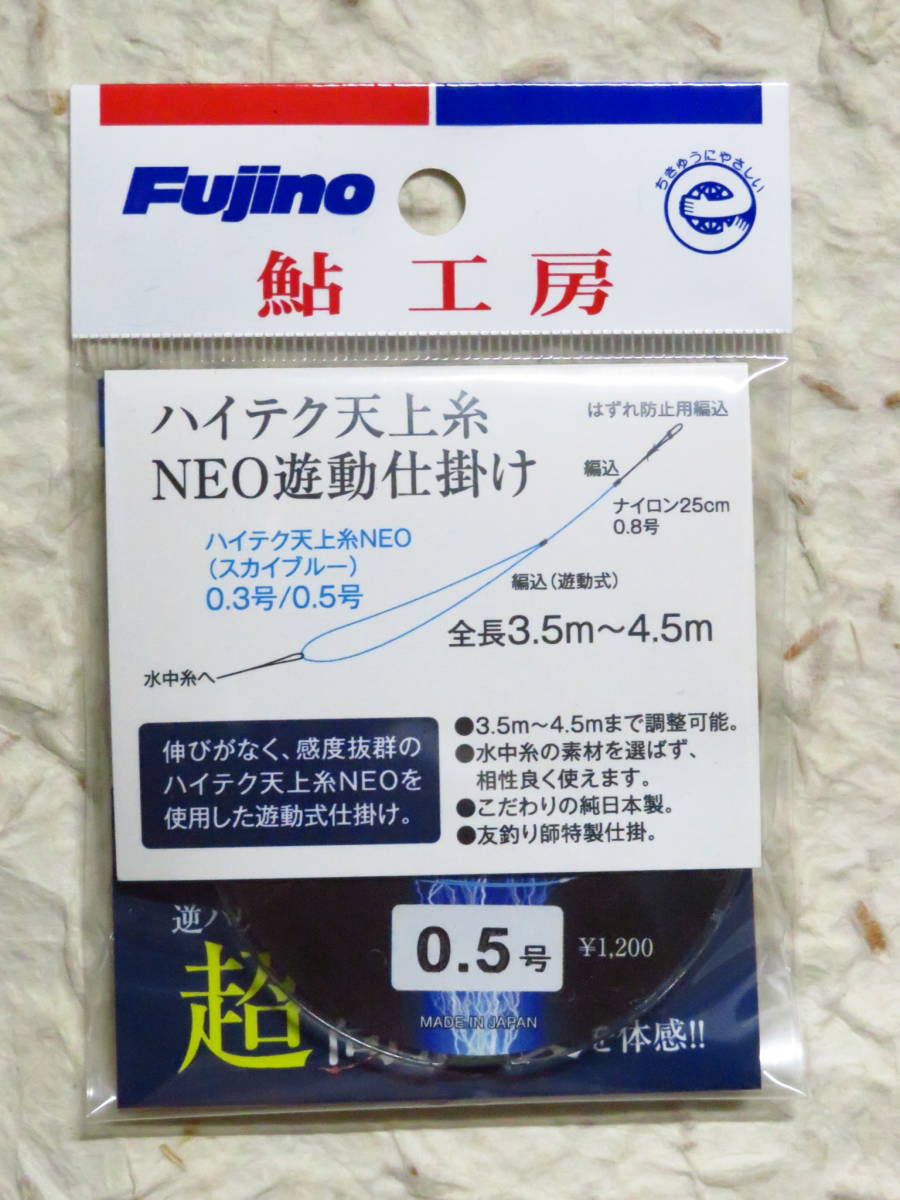 Fujino
ちきゅうにやさしい
鮎工房
ハイテク天上糸
NEO遊動仕掛け
はずれ防止用編込
編込
ナイロン25cm
0.8号
ハイテク天上糸NEO
（スカイブルー）
0.3号/0.5号
編込（遊動式）
全長3.5m〜4.5m
水中糸へ
伸びがなく、感度抜群の
ハイテク天上糸NEOを
使用した遊動式仕掛け。
●3.5m〜4.5mまで調整可能。
●水中糸の素材を選ばず、
相性良く使えます。
●こだわりの純日本製。
●友釣り師特製仕掛。
逆バ
0.5号
¥1,200
MADE IN JAPAN
超
を体感!!